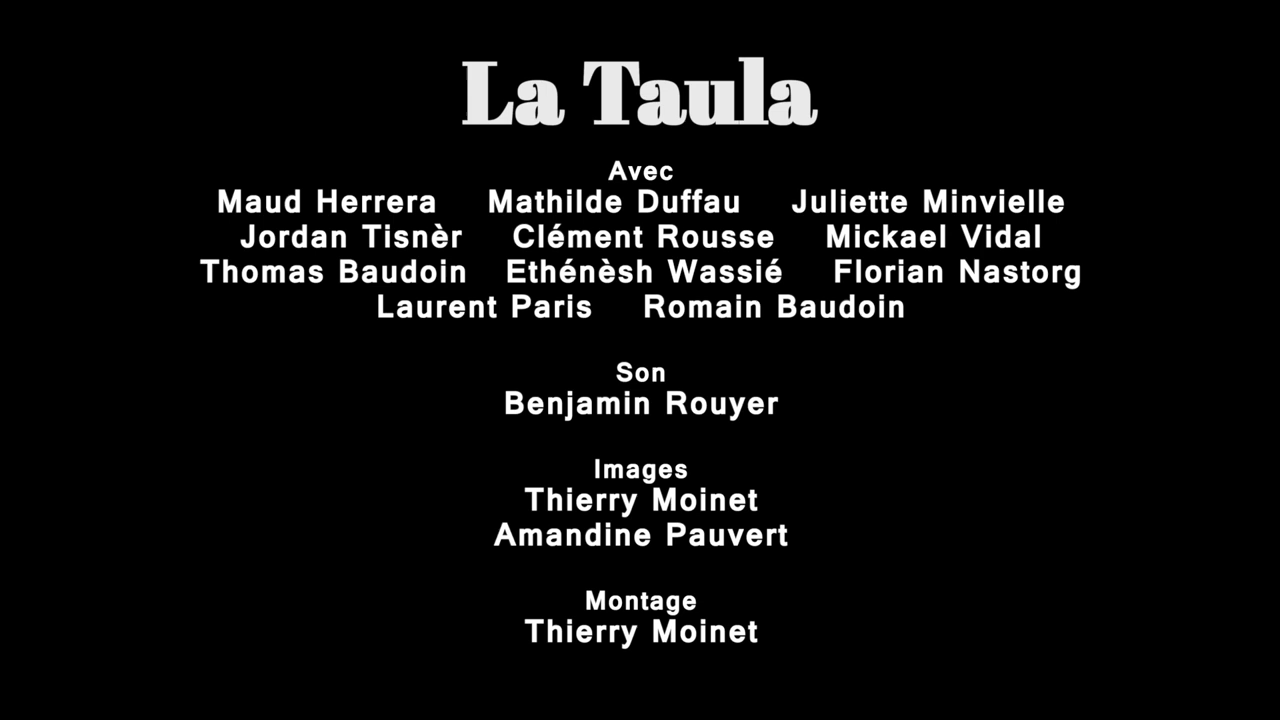 La Taula
Avec
Maud Herrera Mathilde Duffau Juliette Minvielle
Jordan Tisnèr Clément Rousse Mickael Vidal
Thomas Baudoin Ethénèsh Wassié Florian Nastorg
Laurent Paris Romain Baudoin
Son
Benjamin Rouyer
Images
Thierry Moinet
Amandine Pauvert
Montage
Thierry Moinet